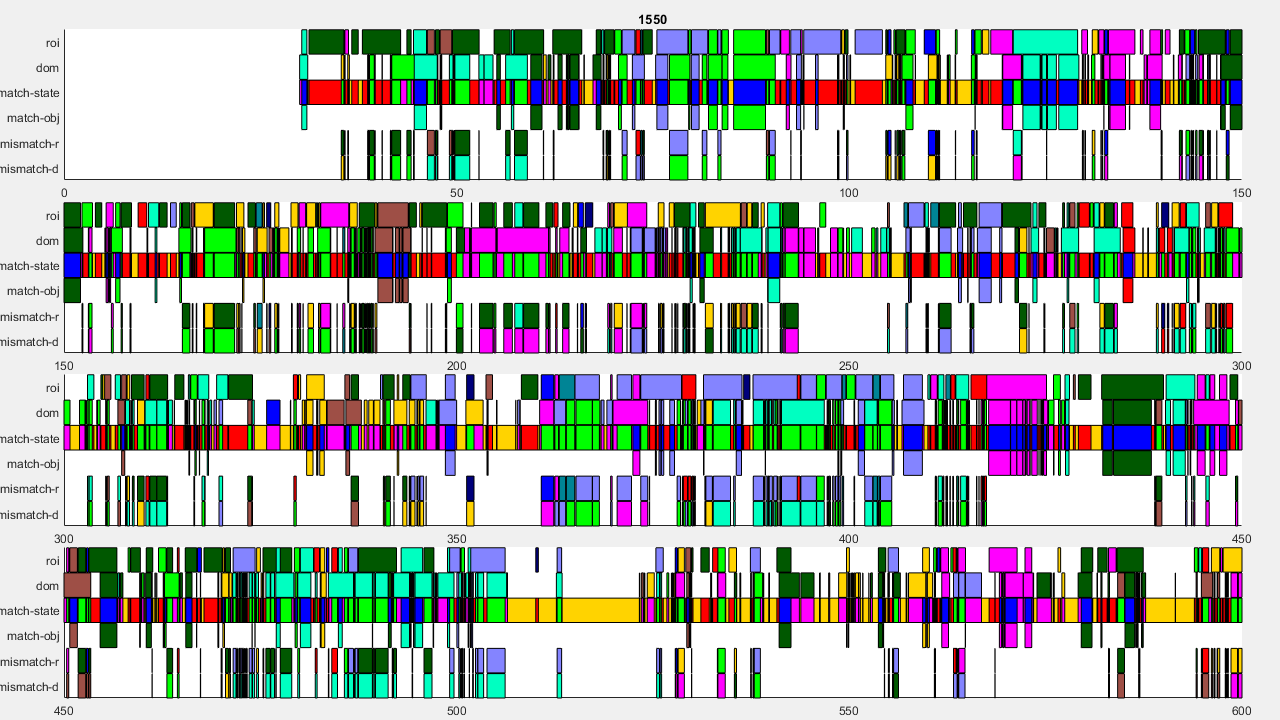 1550
roi
dom
match-state
match-obj
mismatch-r
mismatch-d
0 50 100 150
roi
dom
match-state
match-obj
mismatch-r
mismatch-d
150 200 250 300
roi
dom
match-state
match-obj
mismatch-r
mismatch-d
300 350 400 450
roi
dom
match-state
match-obj
mismatch-r
mismatch-d
450 500 550 600